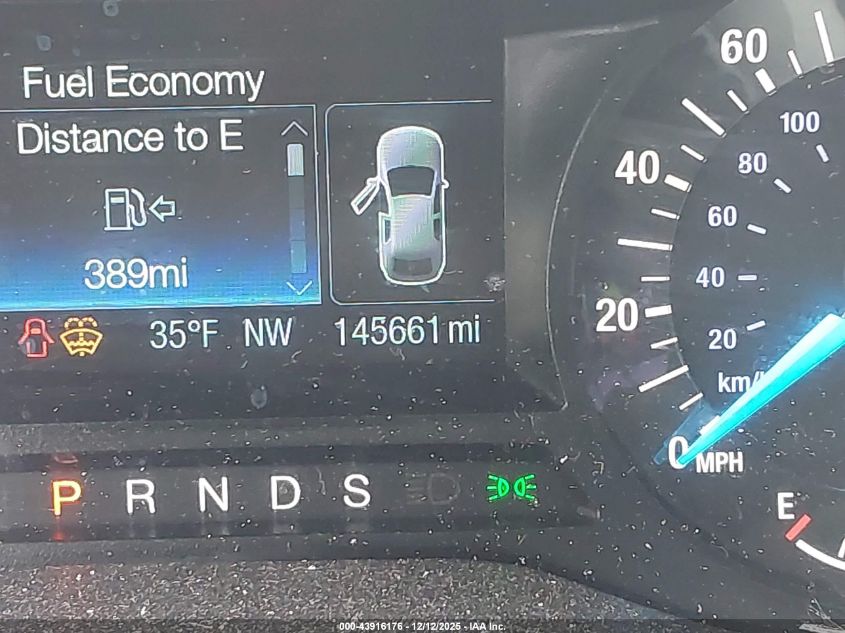 Fuel Economy
Distance to E
389mi
35°F NW 145661 mi
60
40
20
0 MPH
100
80
60
40
20
km/
P R N D S
E
000-43916176 - 12/12/2025 - IAA Inc.